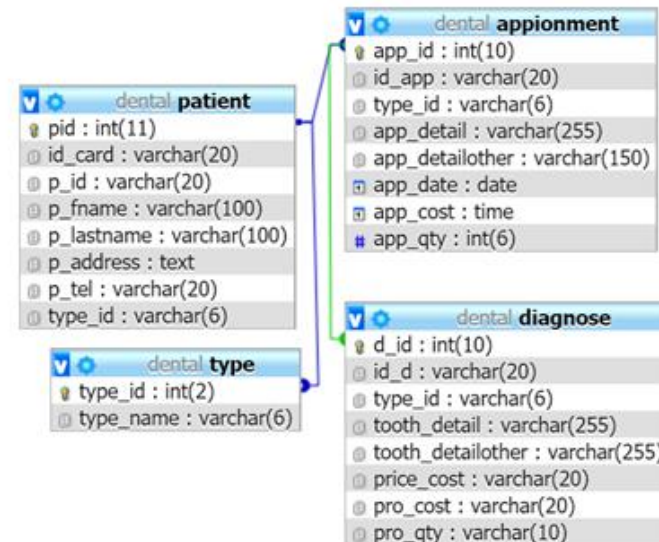 dental patient
pid : int(11)
id_card : varchar(20)
p_id : varchar(20)
p_fname : varchar(100)
p_lastname : varchar(100)
p_address : text
p_tel : varchar(20)
type_id : varchar(6)
dental type
type_id : int(2)
type_name : varchar(6)
dental appionment
app_id : int(10)
id_app : varchar(20)
type_id : varchar(6)
app_detail : varchar(255)
app_detailother : varchar(150)
app_date : date
app_cost : time
app_qty : int(6)
dental diagnose
d_id : int(10)
id_d : varchar(20)
type_id : varchar(6)
tooth_detail : varchar(255)
tooth_detailother : varchar(255)
price_cost : varchar(20)
pro_cost : varchar(20)
pro_qty : varchar(10)